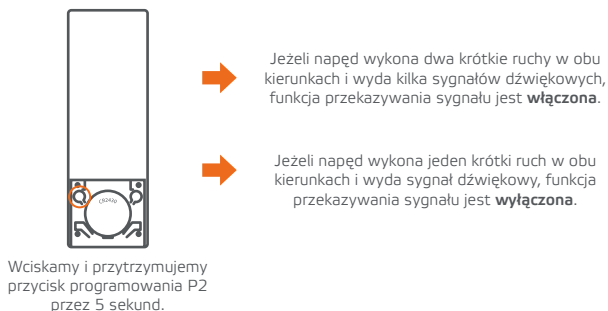 Jeżeli napęd wykona dwa krótkie ruchy w obu
kierunkach i wyda kilka sygnałów dźwiękowych,
funkcja przekazywania sygnału jest włączona.
Jeżeli napęd wykona jeden krótki ruch w obu
kierunkach i wyda sygnał dźwiękowy, funkcja
przekazywania sygnału jest wyłączona.
CR2430
Wciskamy i przytrzymujemy
przycisk programowania P2
przez 5 sekund.